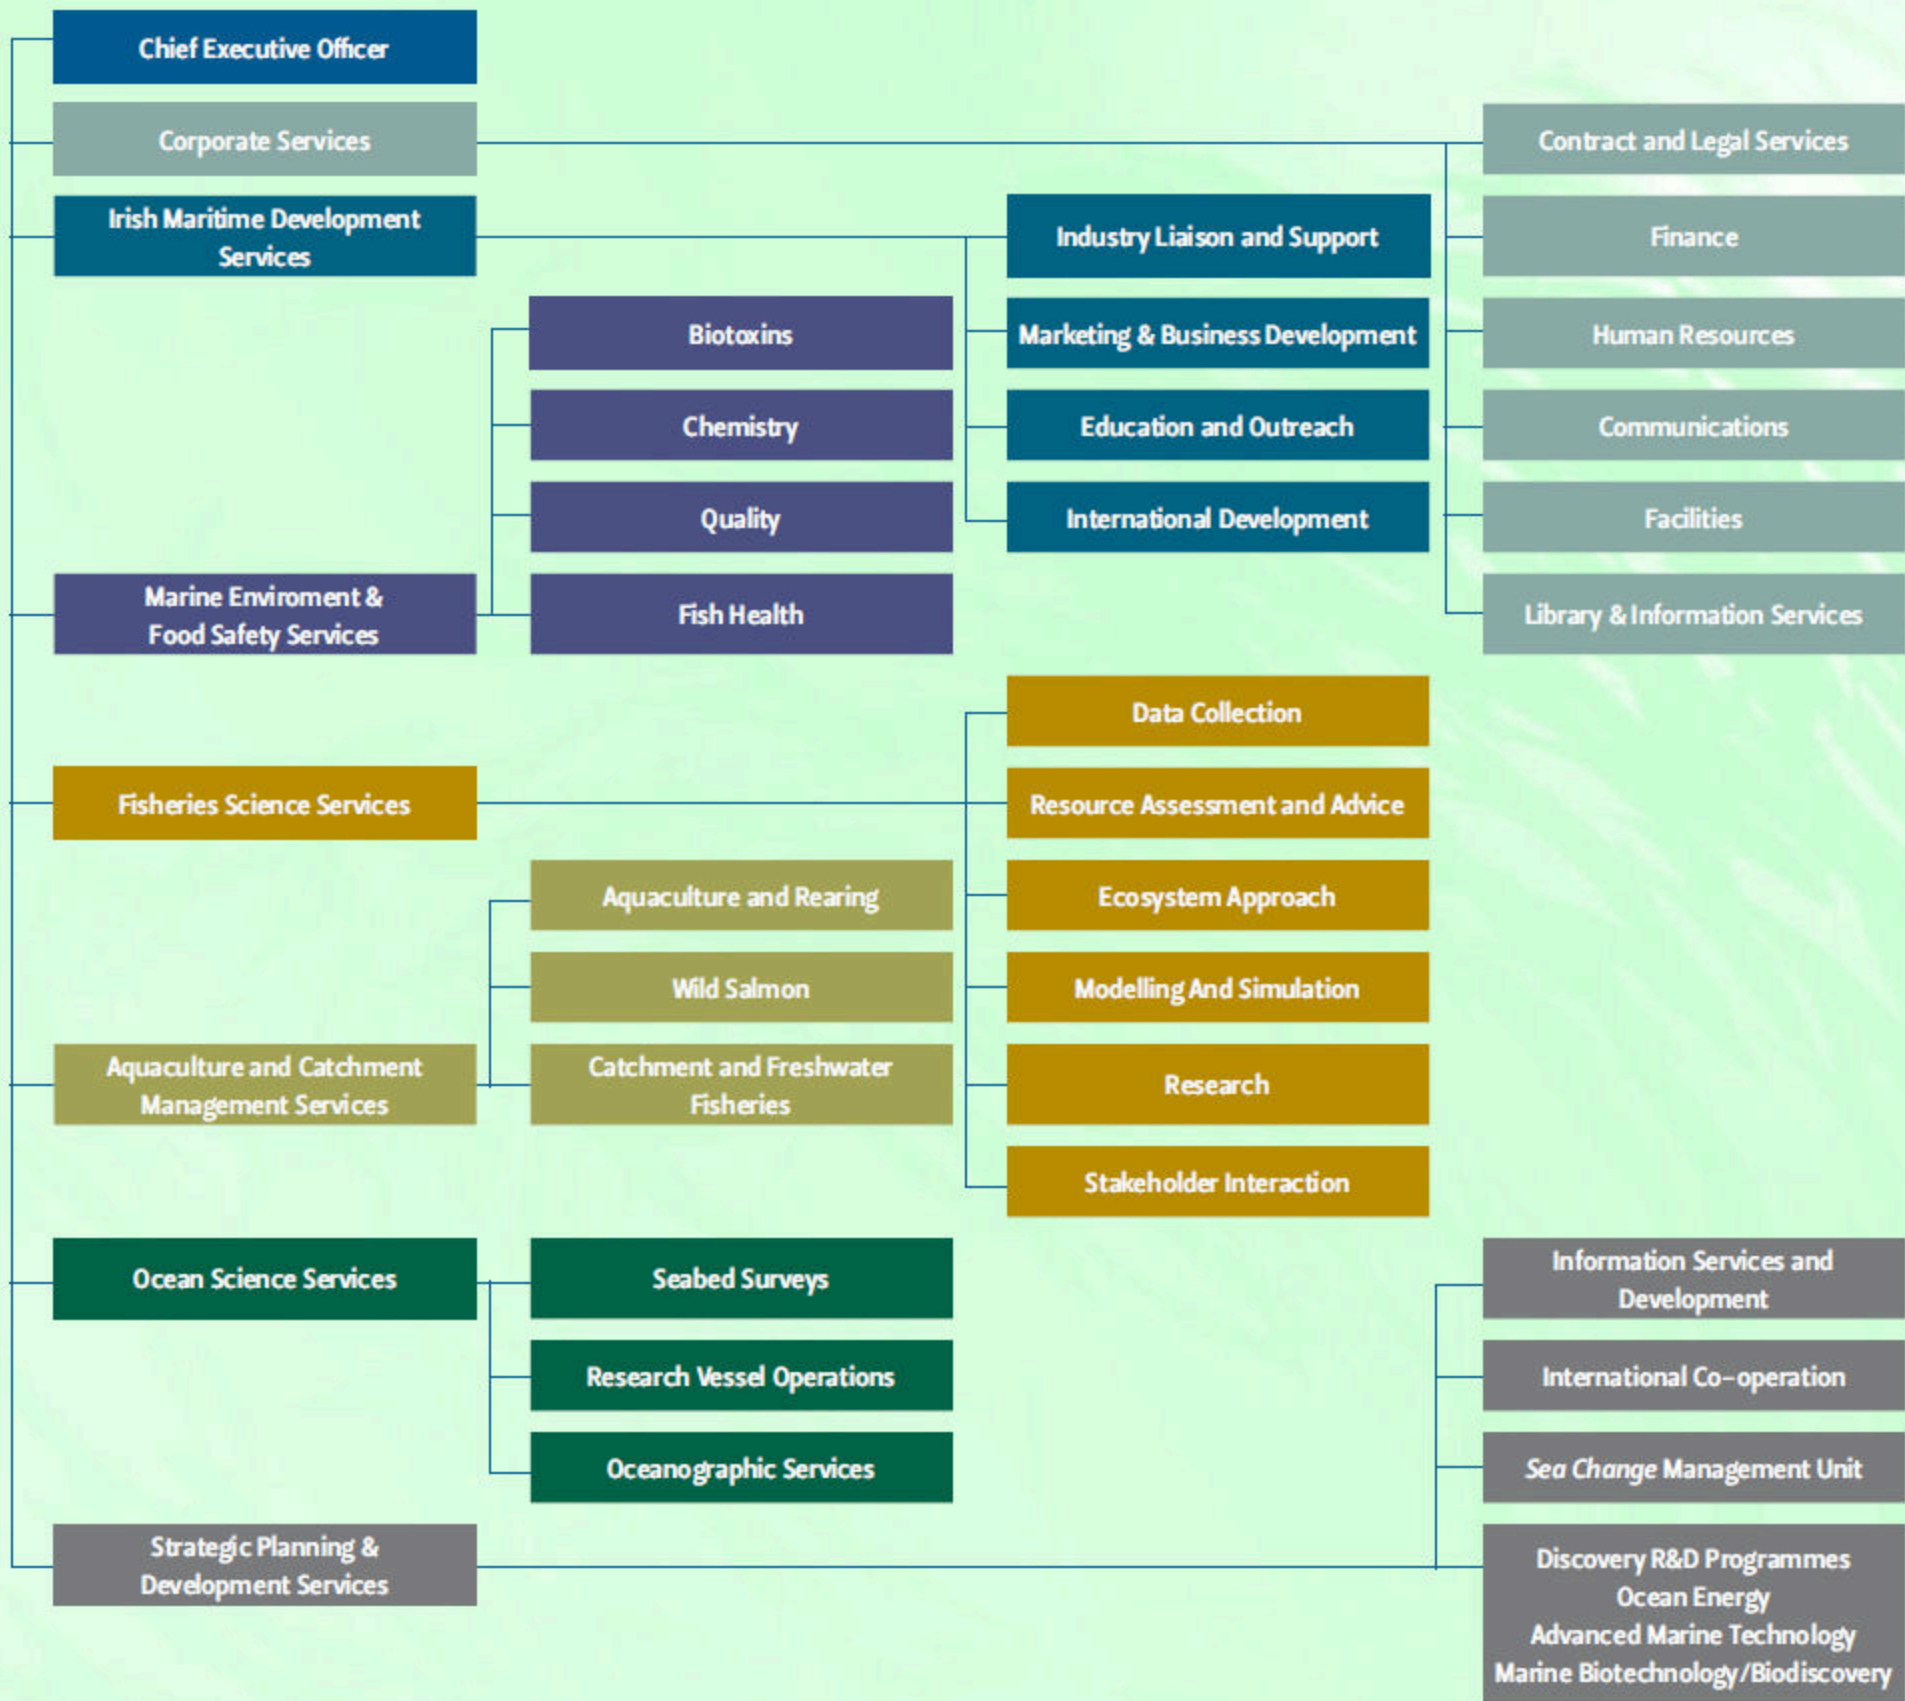 Chief Executive Officer
Corporate Services
Contract and Legal Services
Finance
Human Resources
Communications
Facilities
Library & Information Services
Irish Maritime Development
Services
Industry Liaison and Support
Marketing & Business Development
Education and Outreach
International Development
Marine Enviroment &
Food Safety Services
Biotoxins
Chemistry
Quality
Fish Health
Fisheries Science Services
Data Collection
Resource Assessment and Advice
Ecosystem Approach
Modelling And Simulation
Research
Stakeholder Interaction
Aquaculture and Catchment
Management Services
Aquaculture and Rearing
Wild Salmon
Catchment and Freshwater
Fisheries
Ocean Science Services
Seabed Surveys
Research Vessel Operations
Oceanographic Services
Strategic Planning &
Development Services
Information Services and
Development
International Co-operation
Sea Change Management Unit
Discovery R&D Programmes
Ocean Energy
Advanced Marine Technology
Marine Biotechnology/Biodiscovery